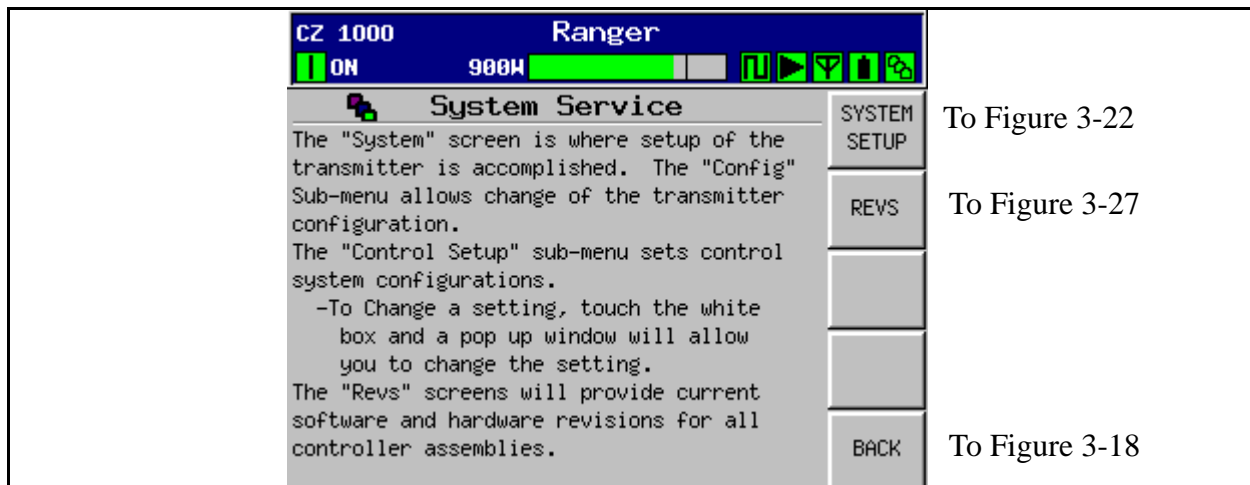 CZ 1000 Ranger
ON 900W
System Service
The "System" screen is where setup of the
transmitter is accomplished. The "Config"
Sub-menu allows change of the transmitter
configuration.
The "Control Setup" sub-menu sets control
system configurations.
-To Change a setting, touch the white
box and a pop up window will allow
you to change the setting.
The "Revs" screens will provide current
software and hardware revisions for all
controller assemblies.
SYSTEM
SETUP
To Figure 3-22
REVS
To Figure 3-27
BACK
To Figure 3-18